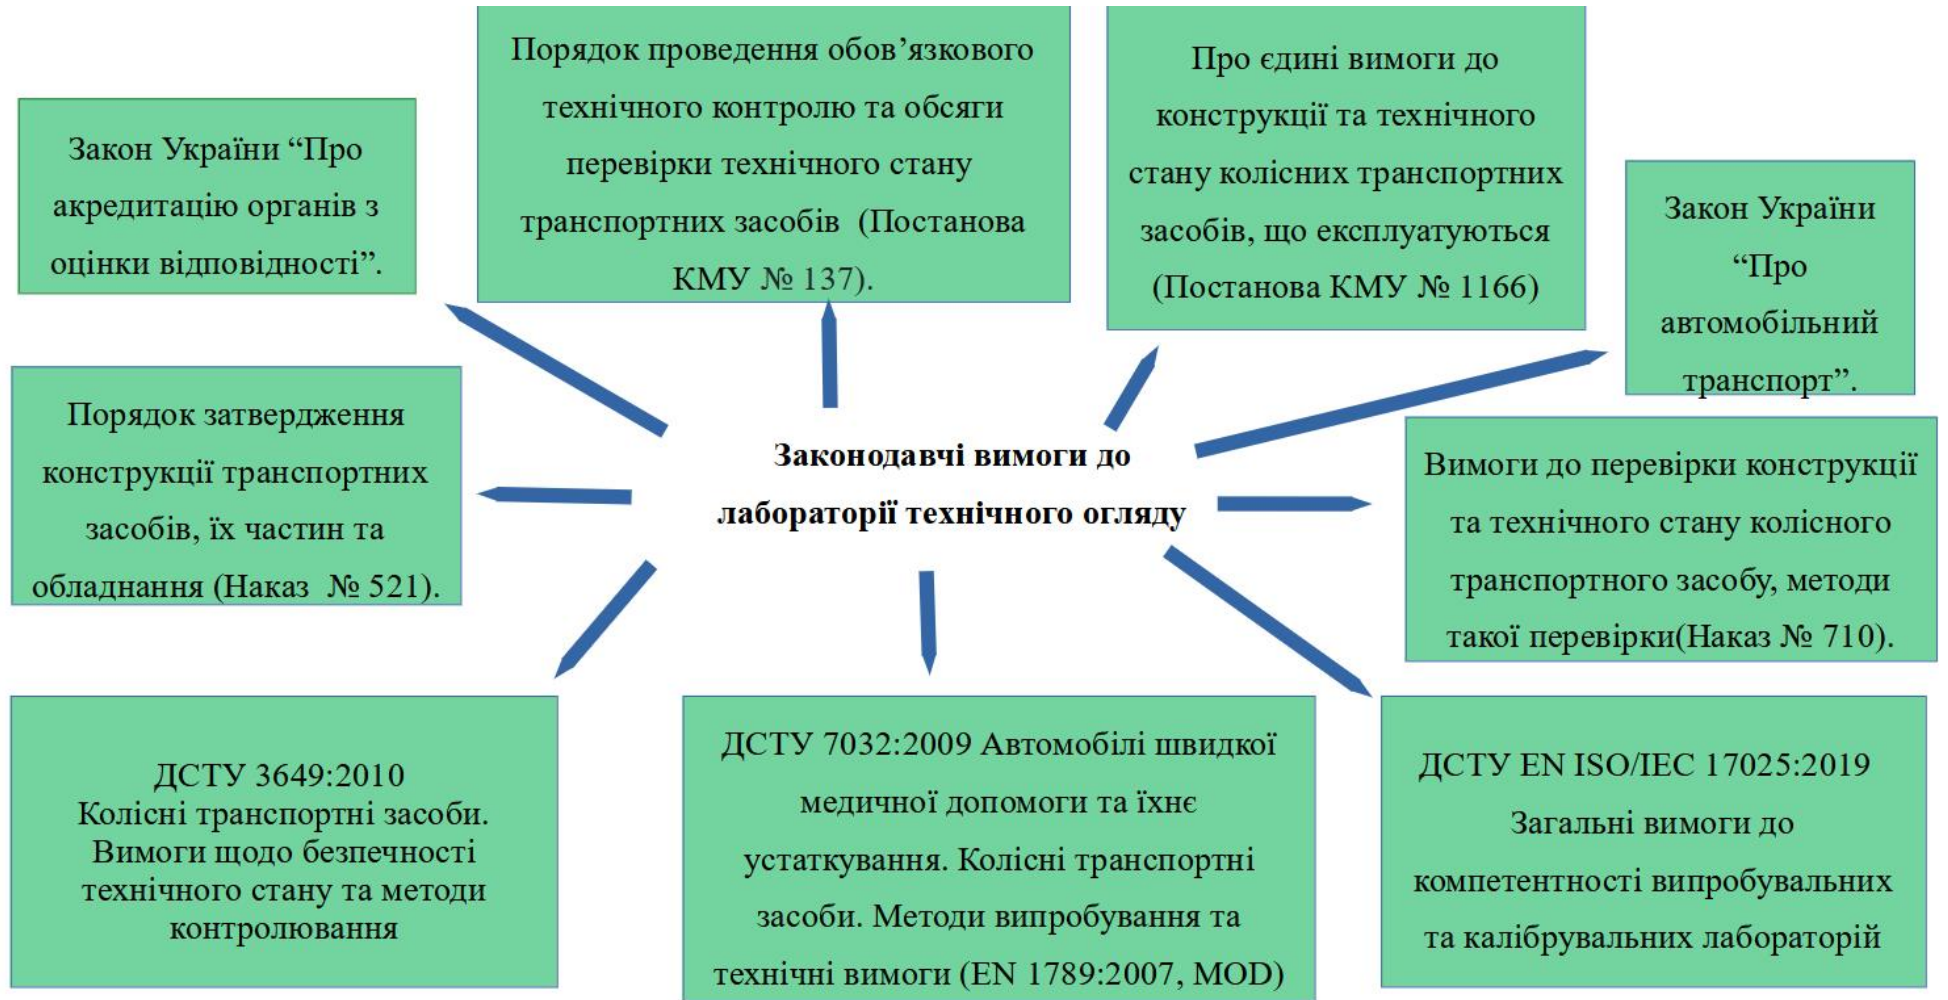 Порядок проведення обов’язкового
технічного контролю та обсяги
перевірки технічного стану
транспортних засобів (Постанова
КМУ № 137).
Про єдині вимоги до
конструкції та технічного
стану колісних транспортних
засобів, що експлуатуються
(Постанова КМУ № 1166)
Закон України “Про
акредитацію органів з
оцінки відповідності”.
Закон України
“Про
автомобільний
транспорт”.
Порядок затвердження
конструкції транспортних
засобів, їх частин та
обладнання (Наказ № 521).
Законодавчі вимоги до
лабораторії технічного огляду
Вимоги до перевірки конструкції
та технічного стану колісного
транспортного засобу, методи
такої перевірки(Наказ № 710).
ДСТУ 3649:2010
Колісні транспортні засоби.
Вимоги щодо безпечності
технічного стану та методи
контролювання
ДСТУ 7032:2009 Автомобілі швидкої
медичної допомоги та їхнє
устаткування. Колісні транспортні
засоби. Методи випробування та
технічні вимоги (EN 1789:2007, MOD)
ДСТУ EN ISO/IEC 17025:2019
Загальні вимоги до
компетентності випробувальних
та калібрувальних лабораторій